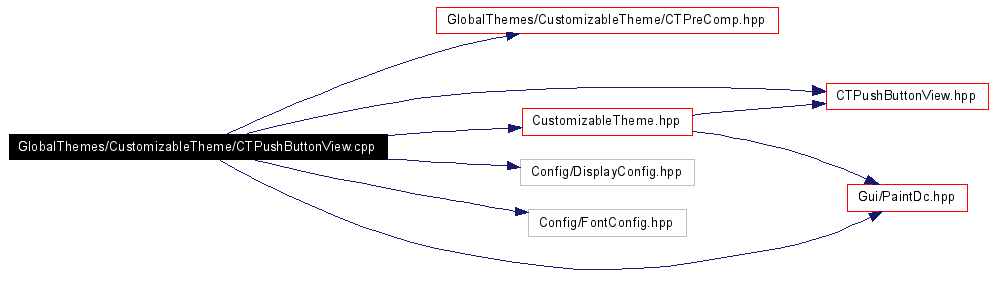 GlobalThemes/CustomizableTheme/CTPreComp.hpp
CTPushButtonView.hpp
CustomizableTheme.hpp
GlobalThemes/CustomizableTheme/CTPushButtonView.cpp
Config/DisplayConfig.hpp
Gui/PaintDc.hpp
Config/FontConfig.hpp